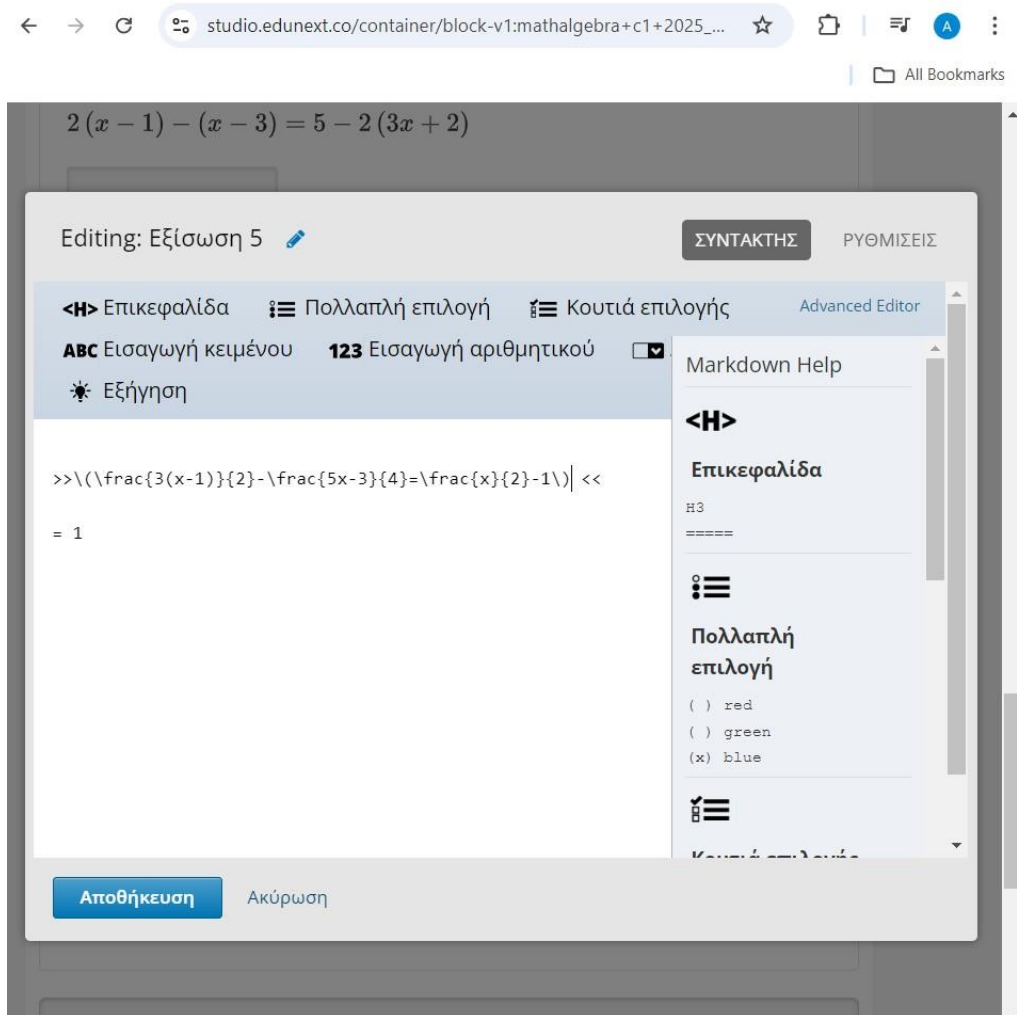 studio.edunext.co/container/block-v1:mathalgebra+c1+2025_...
A
All Bookmarks
2 (x − 1) − (x − 3) = 5 − 2 (3x + 2)
Editing: Εξίσωση 5
ΣΥΝΤΑΚΤΗΣ
ΡΥΘΜΙΣΕΙΣ
<H> Επικεφαλίδα
Πολλαπλή επιλογή
Κουτιά επιλογής
Advanced Editor
ABC Εισαγωγή κειμένου
123 Εισαγωγή αριθμητικού
Εξήγηση
>>\(\frac{3(x-1)}{2}-\frac{5x-3}{4}=\frac{x}{2}-1\) <<
= 1
Markdown Help
<H>
Επικεφαλίδα
H3
=====
Πολλαπλή
επιλογή
( ) red
( ) green
(x) blue
Αποθήκευση
Ακύρωση